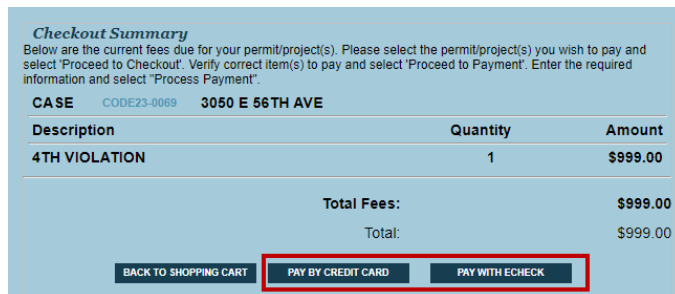 Checkout Summary
Below are the current fees due for your permit/project(s). Please select the permit/project(s) you wish to pay and
select 'Proceed to Checkout'. Verify correct item(s) to pay and select 'Proceed to Payment'. Enter the required
information and select "Process Payment".
CASE CODE23-0069 3050 E 56TH AVE
Description Quantity Amount
4TH VIOLATION 1 $999.00
Total Fees: $999.00
Total: $999.00
BACK TO SHOPPING CART PAY BY CREDIT CARD PAY WITH ECHECK